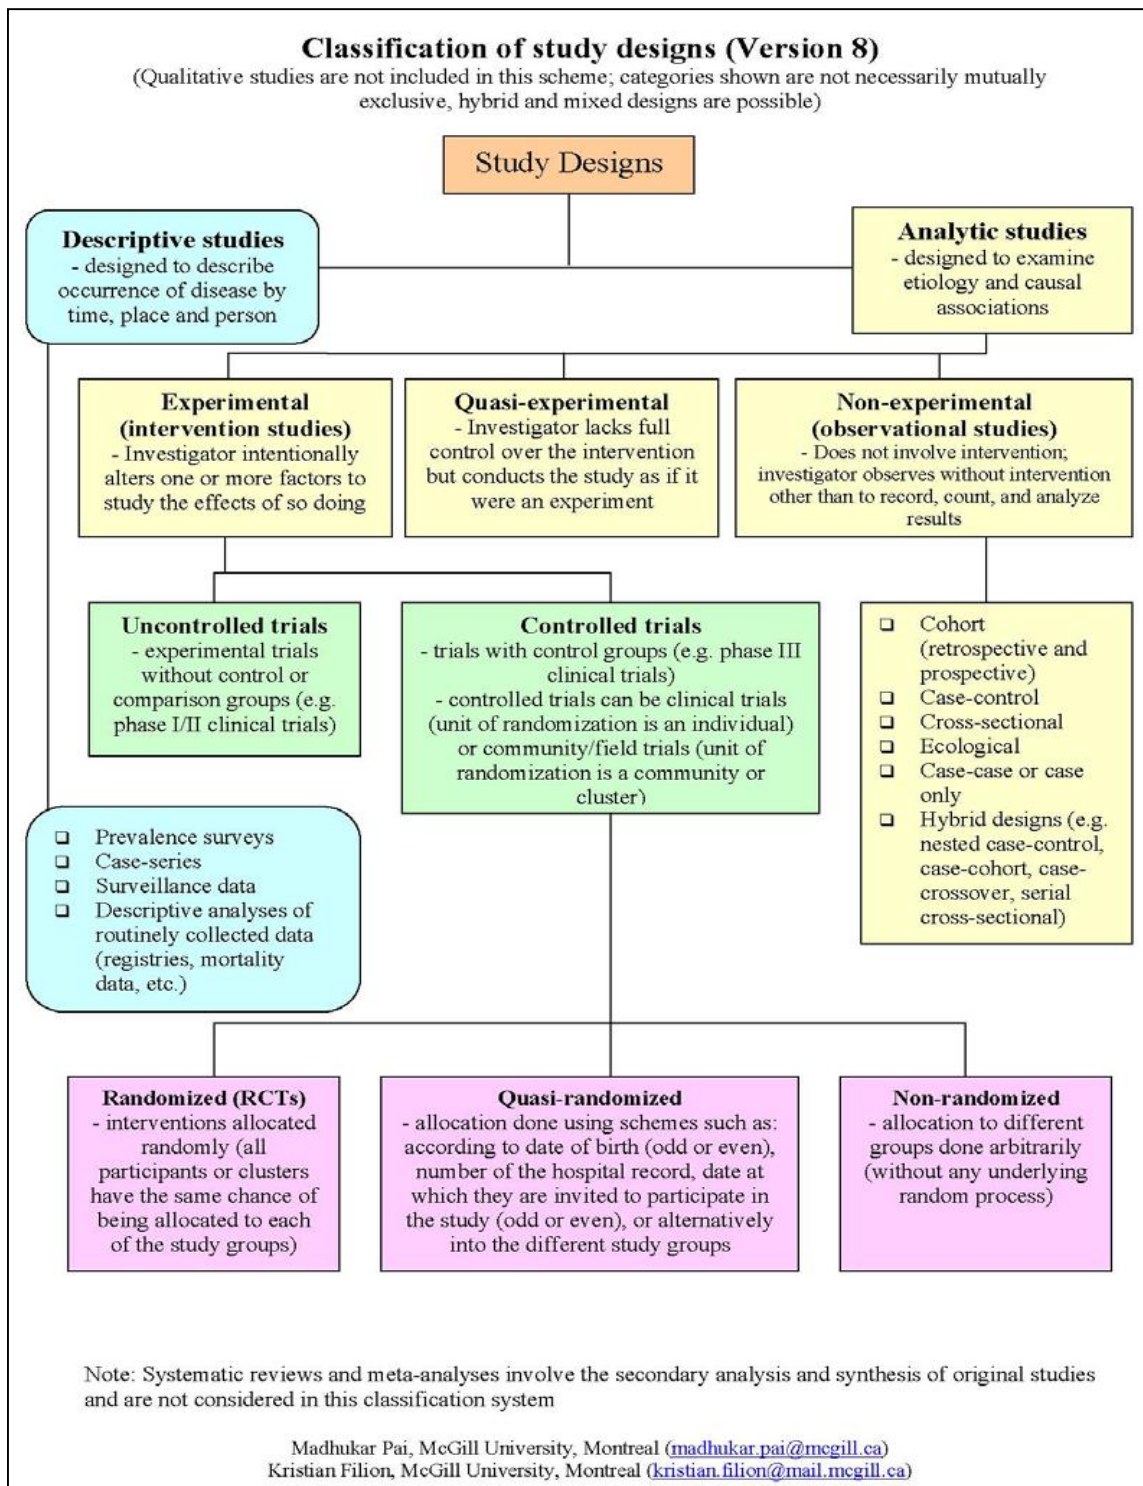 Classification of study designs (Version 8)
(Qualitative studies are not included in this scheme; categories shown are not necessarily mutually
exclusive, hybrid and mixed designs are possible)
Study Designs
Descriptive studies
- designed to describe
occurrence of disease by
time, place and person
Analytic studies
- designed to examine
etiology and causal
associations
Experimental
(intervention studies)
- Investigator intentionally
alters one or more factors to
study the effects of so doing
Quasi-experimental
- Investigator lacks full
control over the intervention
but conducts the study as if it
were an experiment
Non-experimental
(observational studies)
- Does not involve intervention;
investigator observes without intervention
other than to record, count, and analyze
results
Uncontrolled trials
- experimental trials
without control or
comparison groups (e.g.
phase I/II clinical trials)
Controlled trials
- trials with control groups (e.g. phase III
clinical trials)
- controlled trials can be clinical trials
(unit of randomization is an individual)
or community/field trials (unit of
randomization is a community or
cluster)
❑ Cohort
(retrospective and
prospective)
❑ Case-control
❑ Cross-sectional
❑ Ecological
❑ Case-case or case
only
❑ Hybrid designs (e.g.
nested case-control,
case-cohort, case-
crossover, serial
cross-sectional)
❑ Prevalence surveys
❑ Case-series
❑ Surveillance data
❑ Descriptive analyses of
routinely collected data
(registries, mortality
data, etc.)
Randomized (RCTs)
- interventions allocated
randomly (all
participants or clusters
have the same chance of
being allocated to each
of the study groups)
Quasi-randomized
- allocation done using schemes such as:
according to date of birth (odd or even),
number of the hospital record, date at
which they are invited to participate in
the study (odd or even), or alternatively
into the different study groups
Non-randomized
- allocation to different
groups done arbitrarily
(without any underlying
random process)
Note: Systematic reviews and meta-analyses involve the secondary analysis and synthesis of original studies
and are not considered in this classification system
Madhukar Pai, McGill University, Montreal (madhukar.pai@mcgill.ca)
Kristian Filion, McGill University, Montreal (kristian.filion@mail.mcgill.ca)